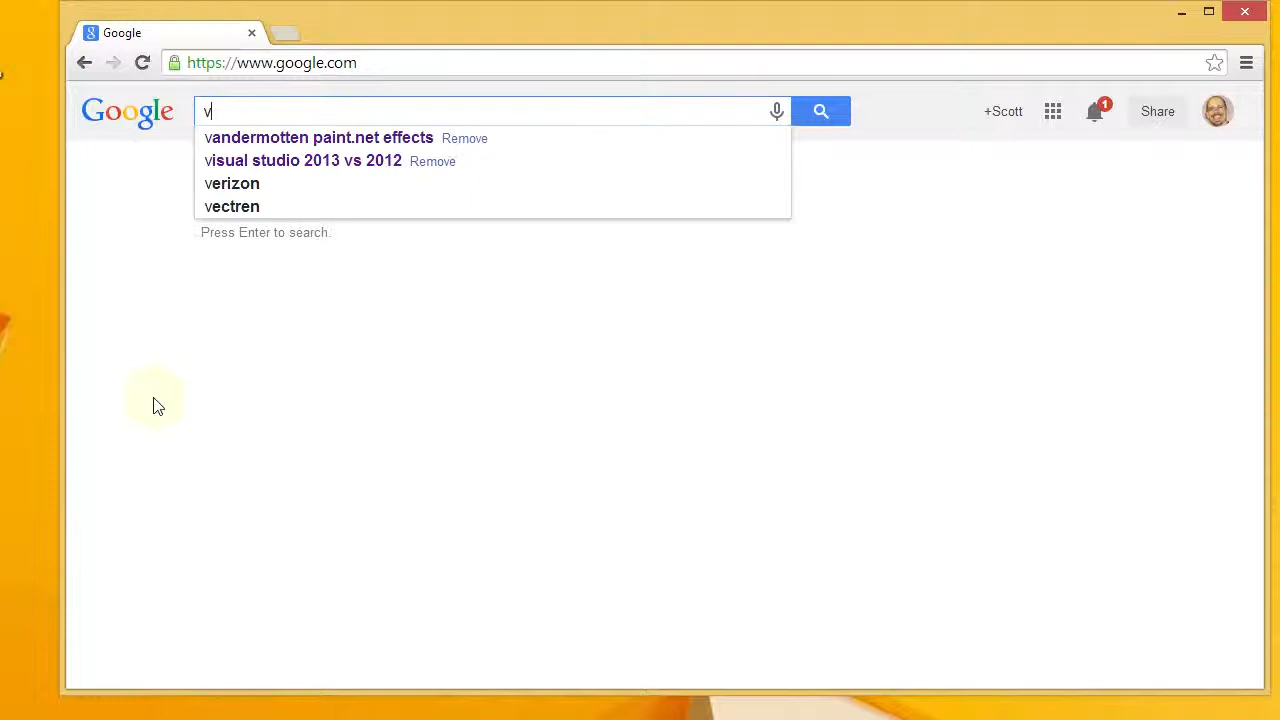 Google
https://www.google.com
Google v +Scott 1 Share
vandermotten paint.net effects Remove
visual studio 2013 vs 2012 Remove
verizon
vectren
Press Enter to search.